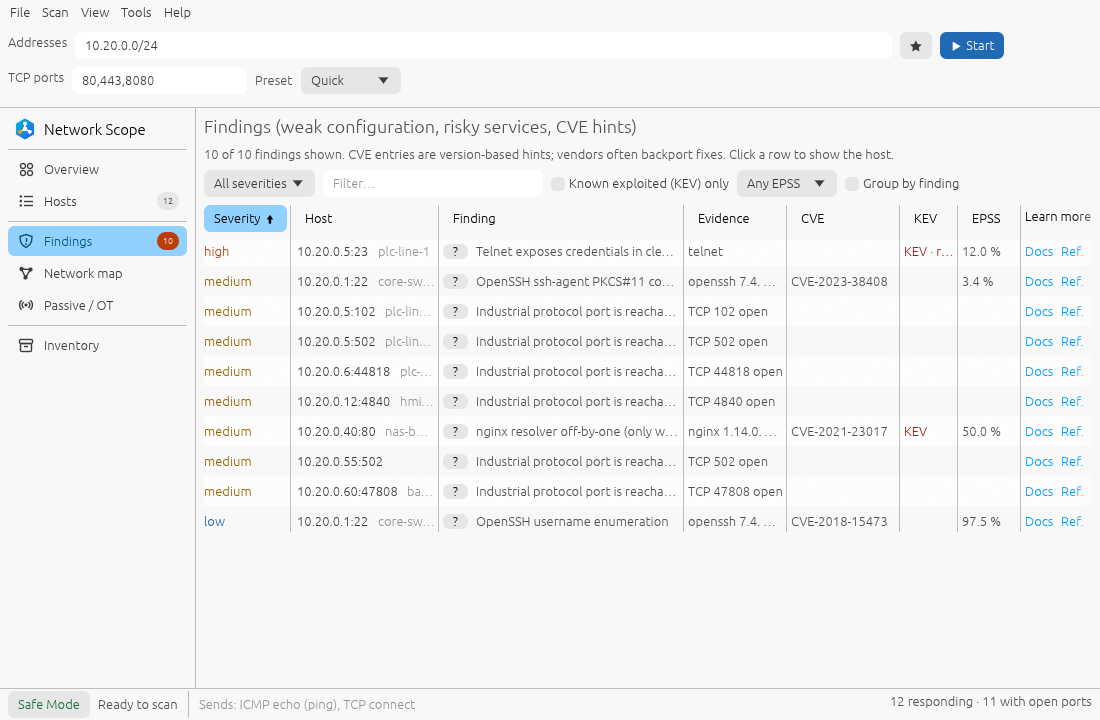 File Scan View Tools Help
Addresses 10.20.0.0/24 Start
TCP ports 80,443,8080 Preset Quick
Network Scope
Overview
Hosts 12
Findings 10
Network map
Passive / OT
Inventory
Findings (weak configuration, risky services, CVE hints)
10 of 10 findings shown. CVE entries are version-based hints; vendors often backport fixes. Click a row to show the host.
All severities Filter... Known exploited (KEV) only Any EPSS Group by finding
Severity Host Finding Evidence CVE KEV EPSS Learn more
high 10.20.0.5:23 plc-line-1 ? Telnet exposes credentials in cle... telnet KEV · r... 12.0 % Docs Ref.
medium 10.20.0.1:22 core-sw... ? OpenSSH ssh-agent PKCS#11 co... openssh 7.4. ... CVE-2023-38408 3.4 % Docs Ref.
medium 10.20.0.5:102 plc-lin... ? Industrial protocol port is reacha... TCP 102 open Docs Ref.
medium 10.20.0.5:502 plc-lin... ? Industrial protocol port is reacha... TCP 502 open Docs Ref.
medium 10.20.0.6:44818 plc-... ? Industrial protocol port is reacha... TCP 44818 open Docs Ref.
medium 10.20.0.12:4840 hmi... ? Industrial protocol port is reacha... TCP 4840 open Docs Ref.
medium 10.20.0.40:80 nas-b... ? nginx resolver off-by-one (only w... nginx 1.14.0. ... CVE-2021-23017 KEV 50.0 % Docs Ref.
medium 10.20.0.55:502 ? Industrial protocol port is reacha... TCP 502 open Docs Ref.
medium 10.20.0.60:47808 ba... ? Industrial protocol port is reacha... TCP 47808 open Docs Ref.
low 10.20.0.1:22 core-sw... ? OpenSSH username enumeration openssh 7.4. ... CVE-2018-15473 97.5 % Docs Ref.
Safe Mode Ready to scan Sends: ICMP echo (ping), TCP connect 12 responding · 11 with open ports